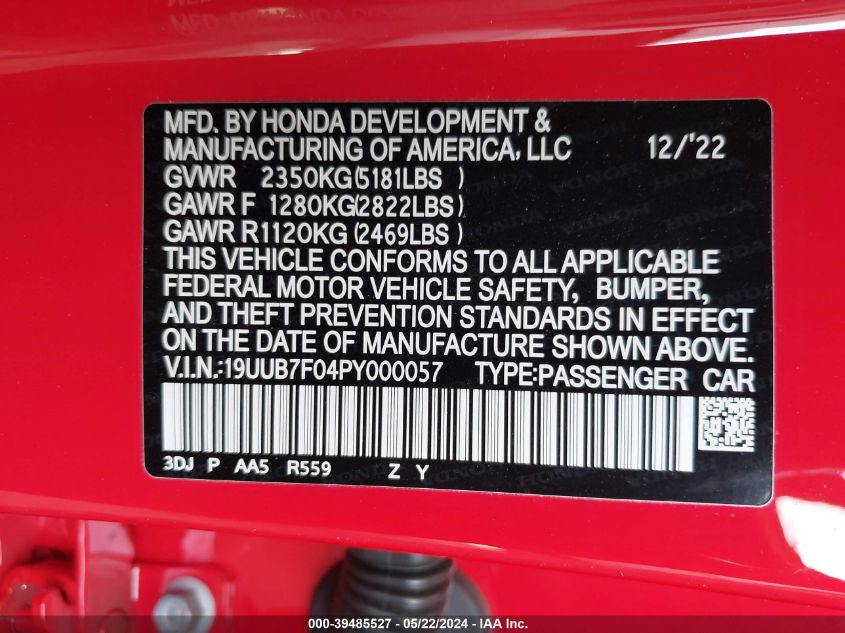 MFD. BY HONDA DEVELOPMENT &
MANUFACTURING OF AMERICA, LLC 12/'22
GVWR 2350KG(5181LBS )
GAWR F 1280KG(2822LBS)
GAWR R1120KG (2469LBS )
THIS VEHICLE CONFORMS TO ALL APPLICABLE
FEDERAL MOTOR VEHICLE SAFETY, BUMPER,
AND THEFT PREVENTION STANDARDS IN EFFECT
ON THE DATE OF MANUFACTURE SHOWN ABOVE.
V.I.N.:19UUB7F04PY000057 TYPE:PASSENGER CAR
3DJ P AA5 R559 Z Y
000-39485527 - 05/22/2024 - IAA Inc.